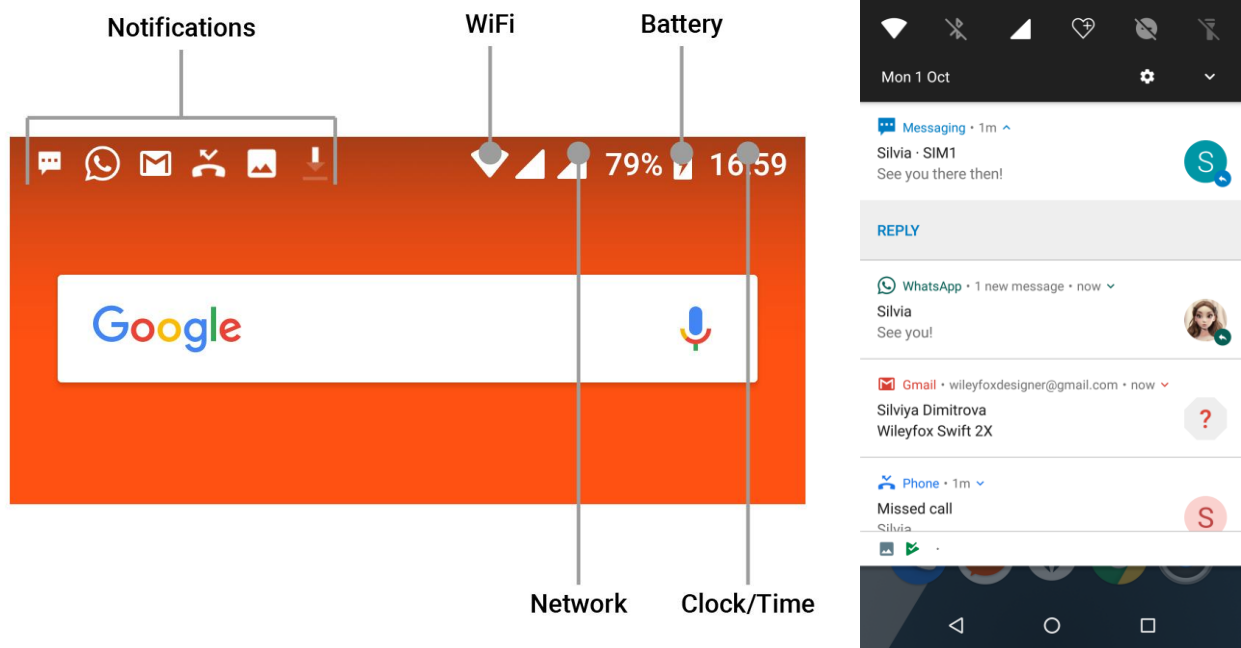 Notifications
WiFi
Battery
79%
16:59
Google
Network
Clock/Time
Mon 1 Oct
Messaging • 1m
Silvia · SIM1
See you there then!
S
REPLY
WhatsApp • 1 new message • now
Silvia
See you!
Gmail • wileyfoxdesigner@gmail.com • now
Silviya Dimitrova
Wileyfox Swift 2X
?
Phone • 1m
Missed call
Silvia
S